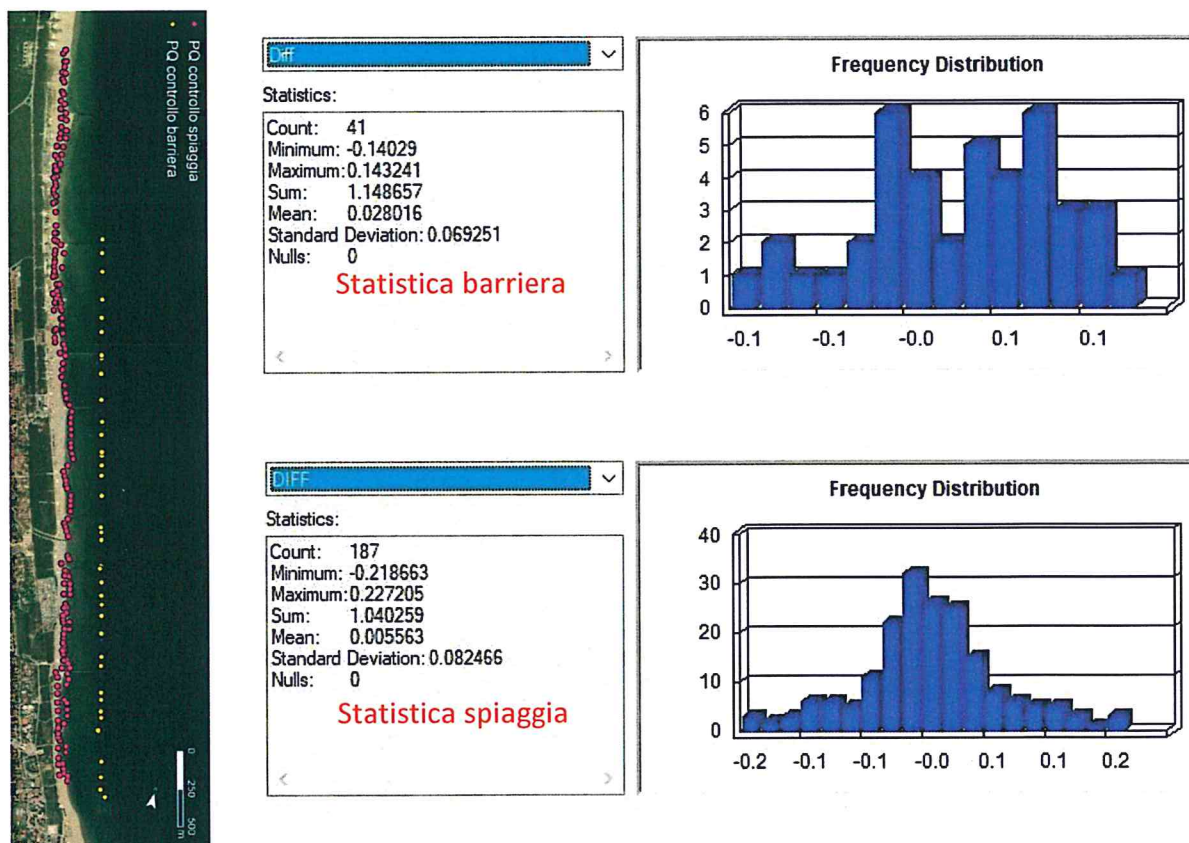 PQ controllo spiaggia
PQ controllo barriera
0 250 500
m
Diff
Statistics:
Count: 41
Minimum: -0.14029
Maximum: 0.143241
Sum: 1.148657
Mean: 0.028016
Standard Deviation: 0.069251
Nulls: 0
Statistica barriera
Frequency Distribution
6
5
4
3
2
1
0
-0.1 -0.1 -0.0 0.1 0.1
DIFF
Statistics:
Count: 187
Minimum: -0.218663
Maximum: 0.227205
Sum: 1.040259
Mean: 0.005563
Standard Deviation: 0.082466
Nulls: 0
Statistica spiaggia
Frequency Distribution
40
30
20
10
0
-0.2 -0.1 -0.1 -0.0 0.1 0.1 0.2